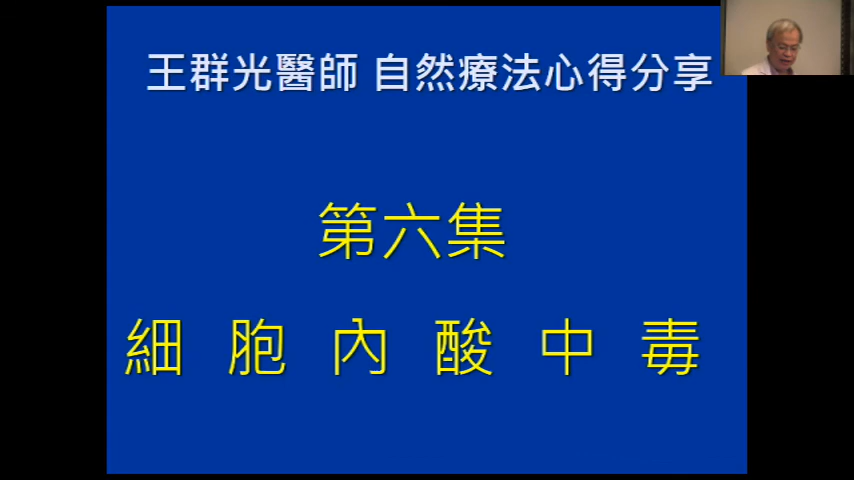 王群光醫師 自然療法心得分享
第六集
細 胞 內 酸 中 毒